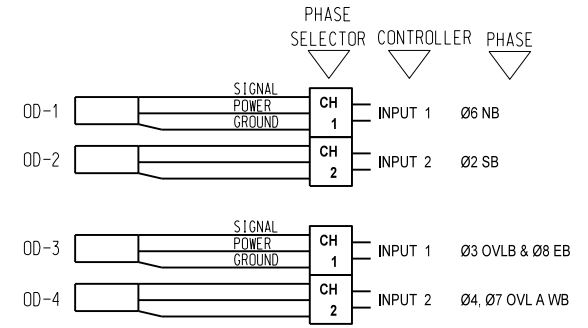 PHASE
SELECTOR CONTROLLER PHASE
SIGNAL
OD-1 POWER CH 1 INPUT 1 Ø6 NB
GROUND
OD-2 CH 2 INPUT 2 Ø2 SB
SIGNAL
OD-3 POWER CH 1 INPUT 1 Ø3 OVLB & Ø8 EB
GROUND
OD-4 CH 2 INPUT 2 Ø4, Ø7 OVL A WB